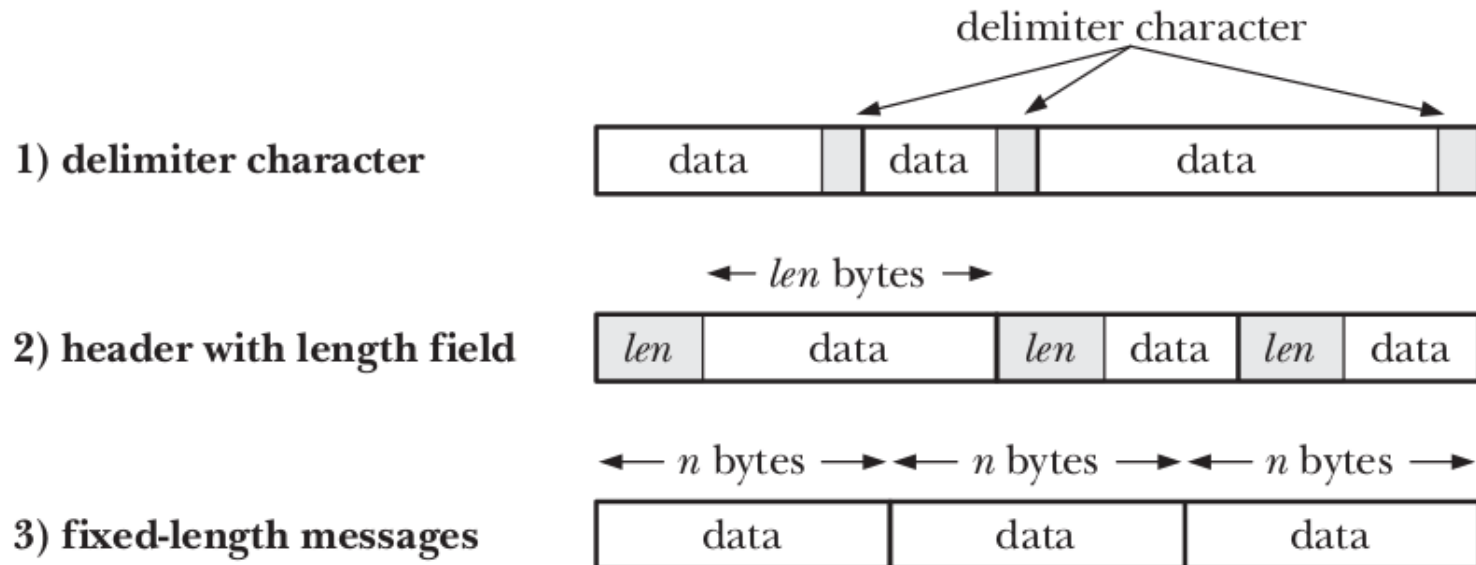 delimiter character
1) delimiter character data data data
len bytes
2) header with length field len data len data len data
n bytes n bytes n bytes
3) fixed-length messages data data data